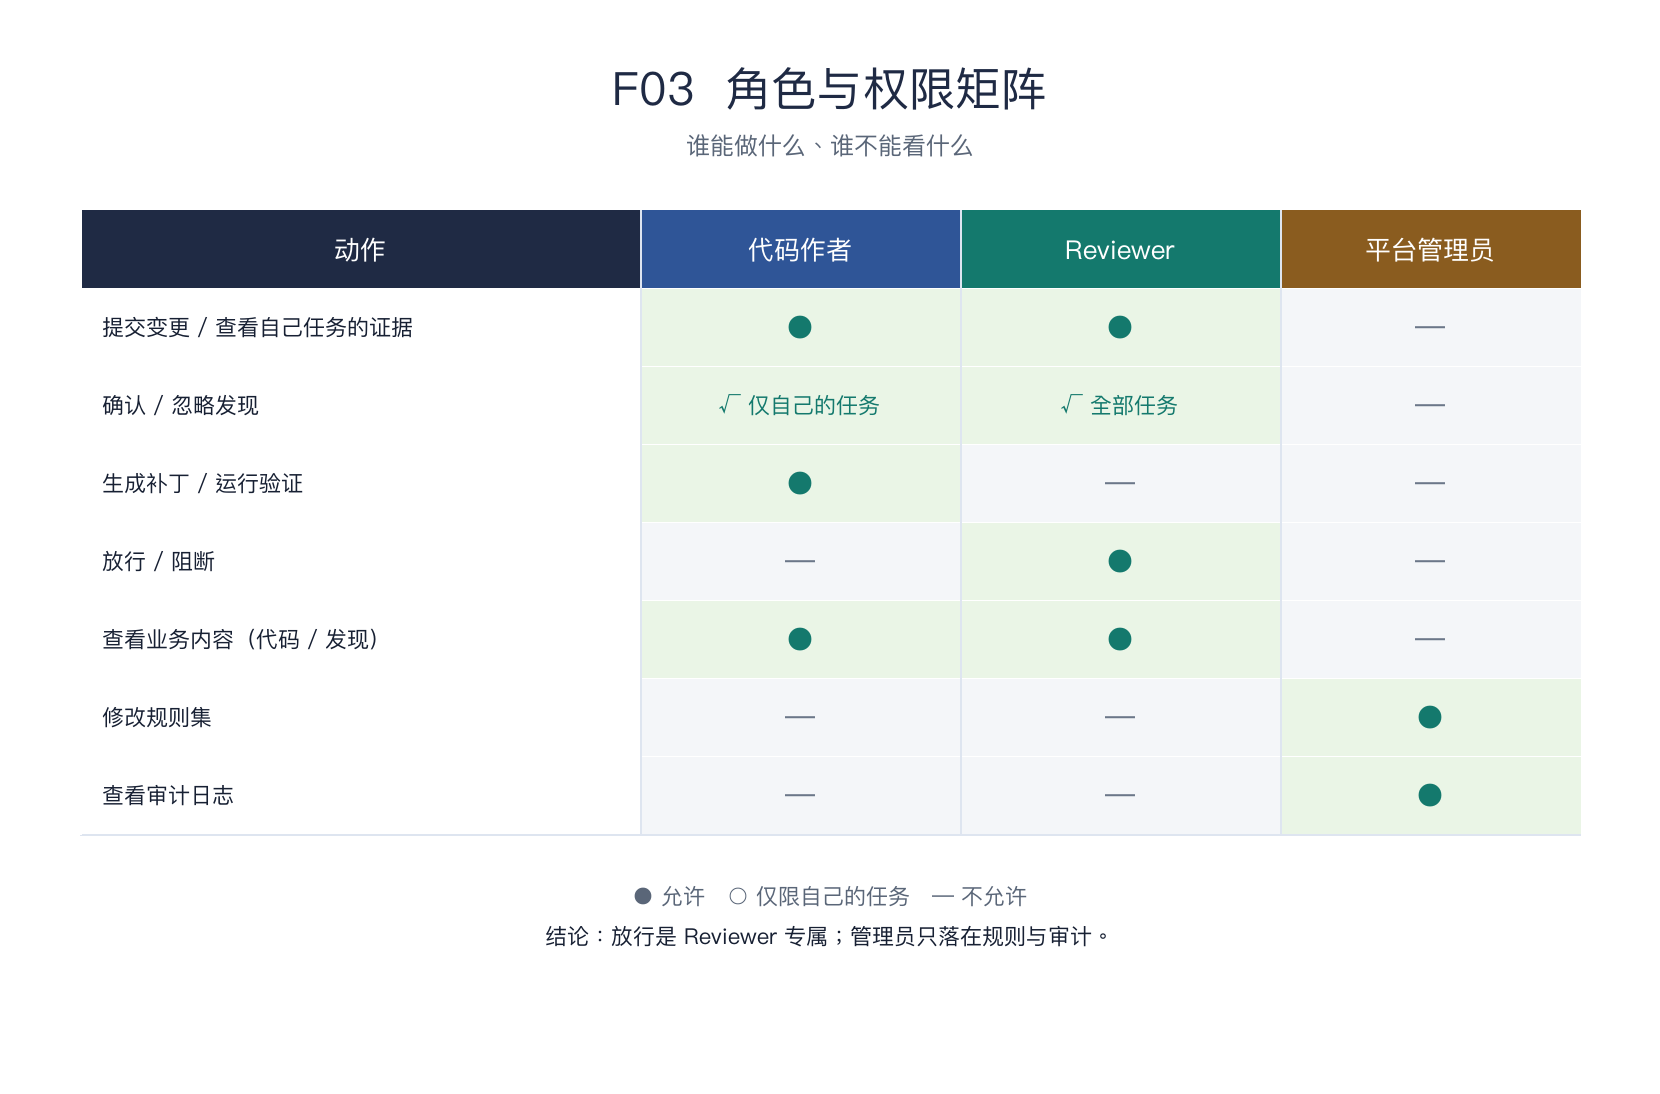 F03 角色与权限矩阵
谁能做什么、谁不能看什么
动作 代码作者 Reviewer 平台管理员
提交变更 / 查看自己任务的证据 ● ● —
确认 / 忽略发现 √ 仅自己的任务 √ 全部任务 —
生成补丁 / 运行验证 ● — —
放行 / 阻断 — ● —
查看业务内容（代码 / 发现） ● ● —
修改规则集 — — ●
查看审计日志 — — ●
● 允许 ○ 仅限自己的任务 — 不允许
结论：放行是 Reviewer 专属；管理员只落在规则与审计。